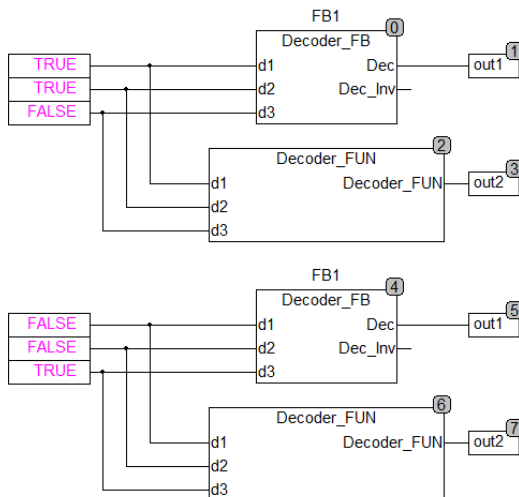 FB1
0
Decoder_FB
1
TRUE d1 Dec out1
TRUE d2 Dec_Inv
FALSE d3
2
Decoder_FUN
3
d1 Decoder_FUN out2
d2
d3
FB1
4
Decoder_FB
5
FALSE d1 Dec out1
FALSE d2 Dec_Inv
TRUE d3
6
Decoder_FUN
7
d1 Decoder_FUN out2
d2
d3